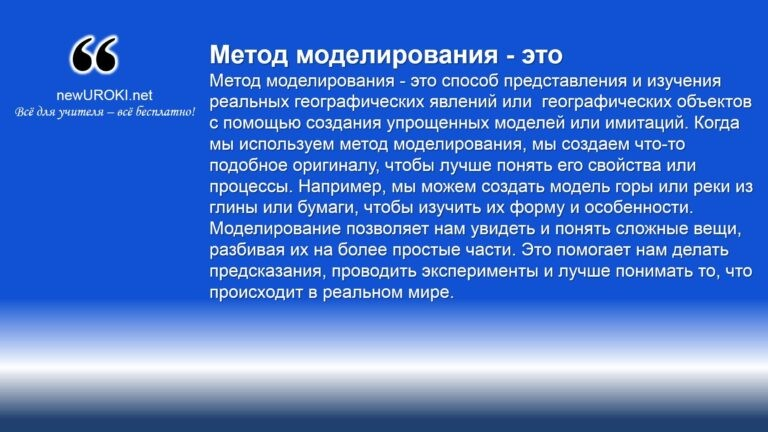 newUROKI.net
Всё для учителя – всё бесплатно!
Метод моделирования - это
Метод моделирования - это способ представления и изучения
реальных географических явлений или географических объектов
с помощью создания упрощенных моделей или имитаций. Когда
мы используем метод моделирования, мы создаем что-то
подобное оригиналу, чтобы лучше понять его свойства или
процессы. Например, мы можем создать модель горы или реки из
глины или бумаги, чтобы изучить их форму и особенности.
Моделирование позволяет нам увидеть и понять сложные вещи,
разбивая их на более простые части. Это помогает нам делать
предсказания, проводить эксперименты и лучше понимать то, что
происходит в реальном мире.